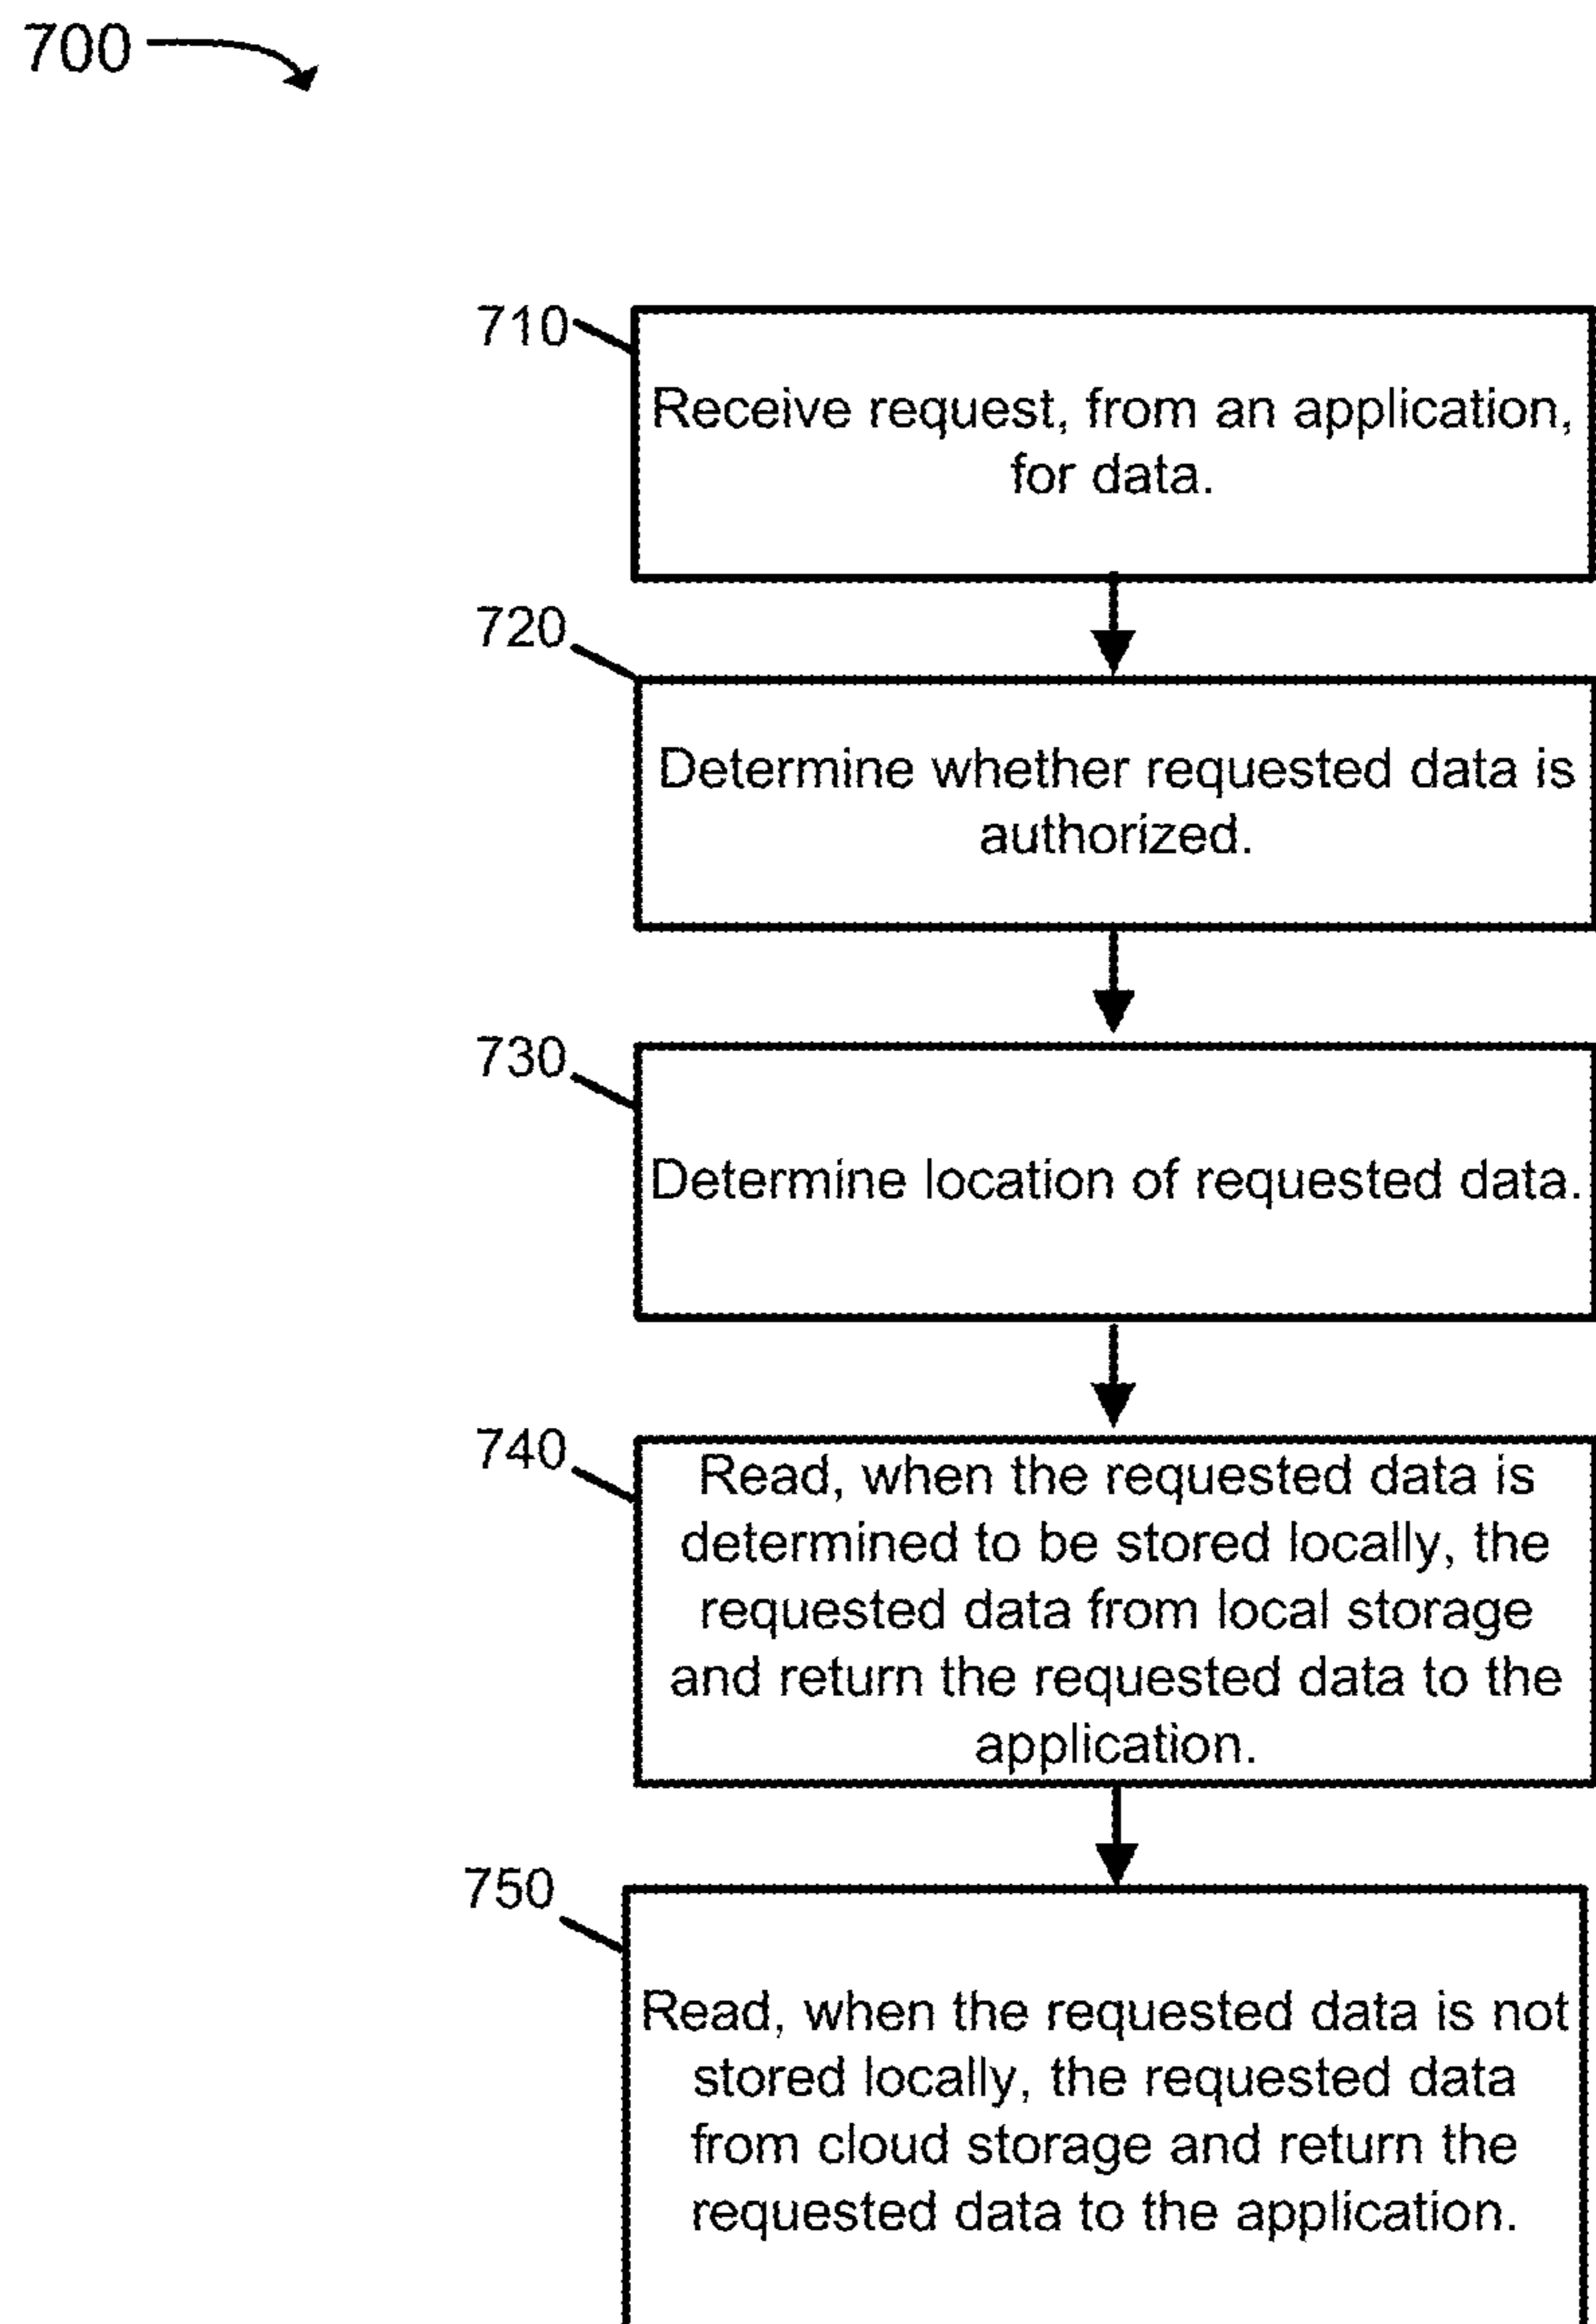 700
710
Receive request, from an application,
for data.
720
Determine whether requested data is
authorized.
730
Determine location of requested data.
740
Read, when the requested data is
determined to be stored locally, the
requested data from local storage
and return the requested data to the
application.
750
Read, when the requested data is not
stored locally, the requested data
from cloud storage and return the
requested data to the application.